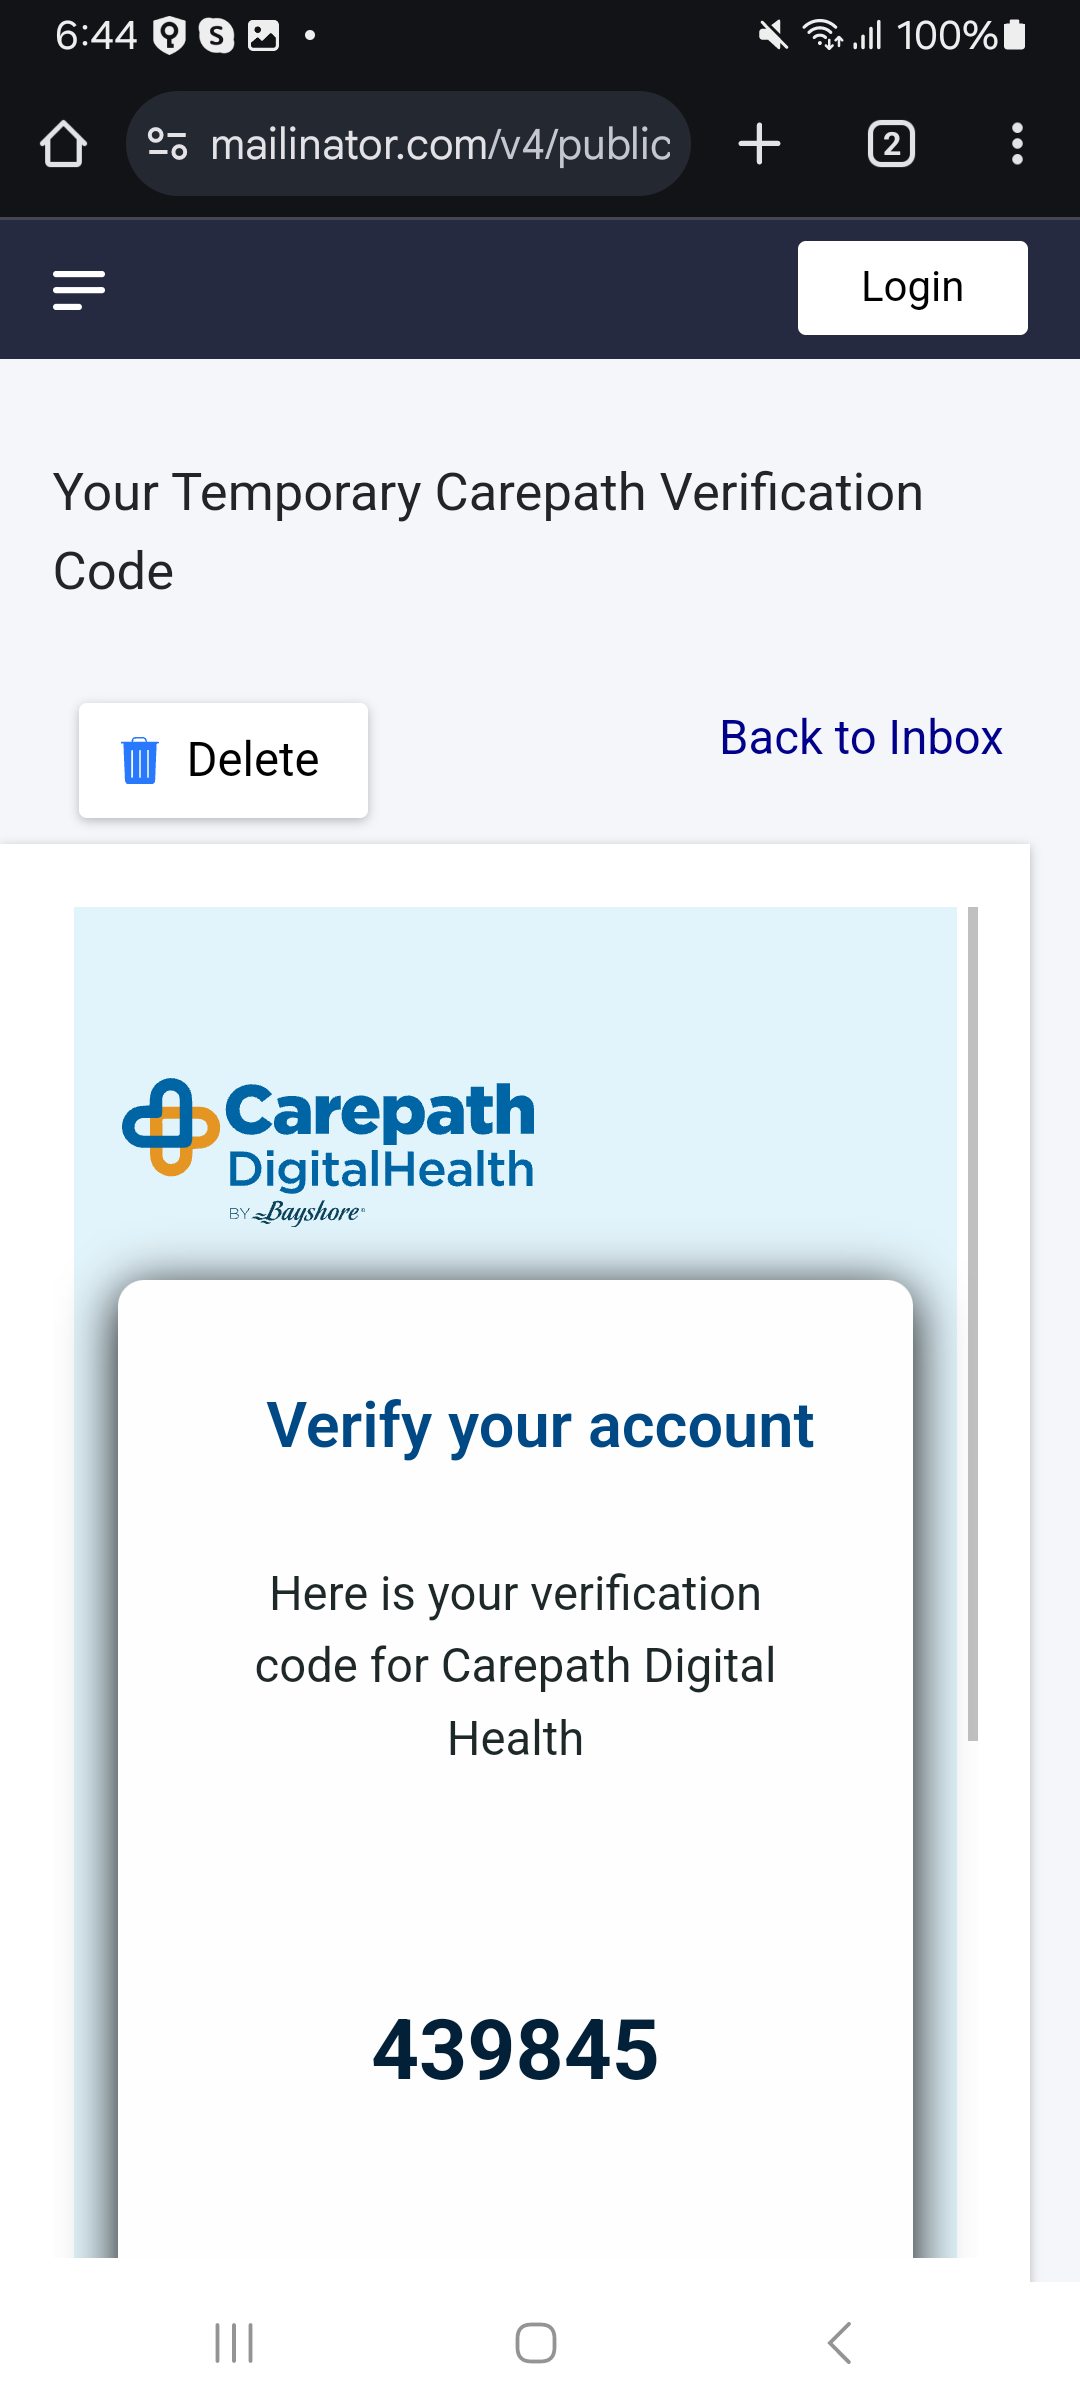 6:44
100%
mailinator.com/v4/public
2
Login
Your Temporary Carepath Verification
Code
Delete
Back to Inbox
Carepath
DigitalHealth
BY Bayshore
Verify your account
Here is your verification
code for Carepath Digital
Health
439845